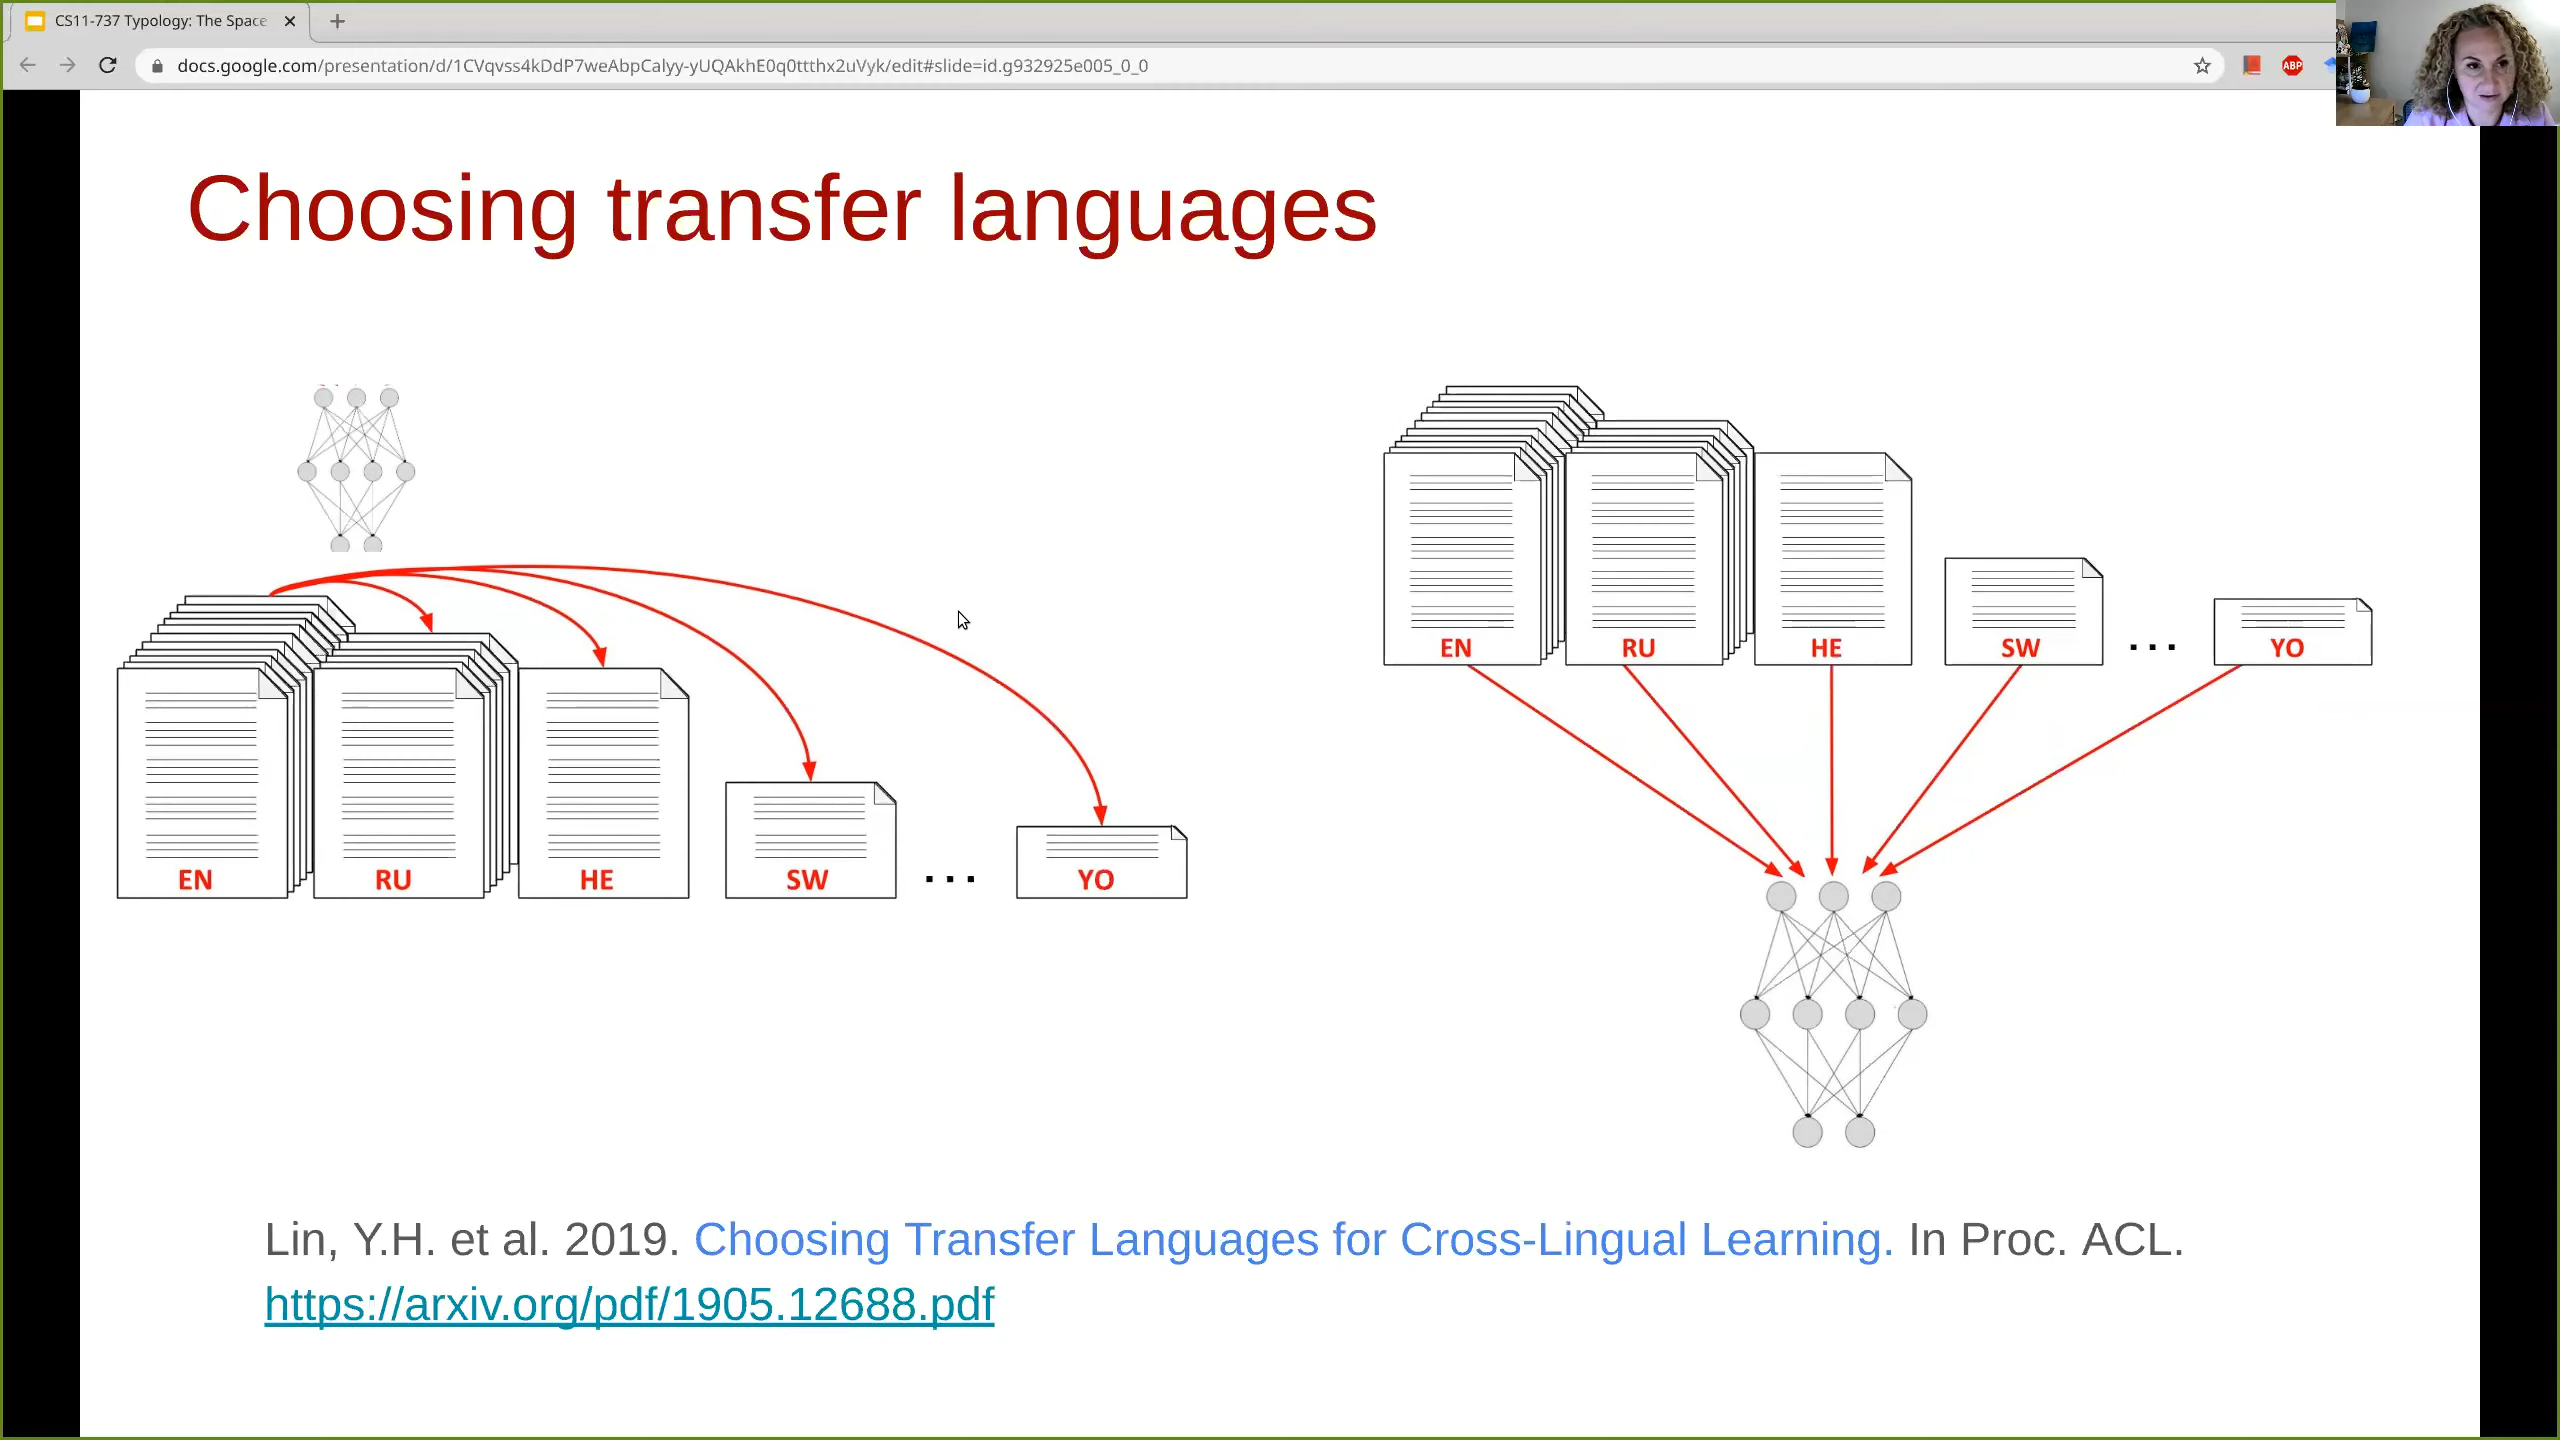 CS11-737 Typology: The Space
docs.google.com/presentation/d/1CVqvss4kDdP7weAbpCalyy-yUQAkhE0q0ttthx2uVyk/edit#slide=id.g932925e005_0_0
ABP
Choosing transfer languages
EN RU HE SW ... YO
EN RU HE SW ... YO
Lin, Y.H. et al. 2019. Choosing Transfer Languages for Cross-Lingual Learning. In Proc. ACL.
https://arxiv.org/pdf/1905.12688.pdf